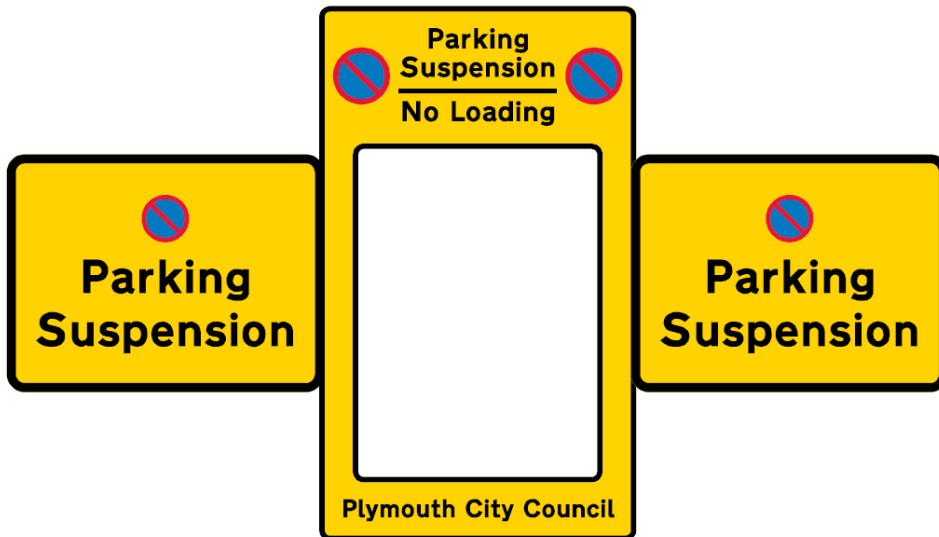 Parking
Suspension
No Loading
Parking
Suspension
Parking
Suspension
Plymouth City Council